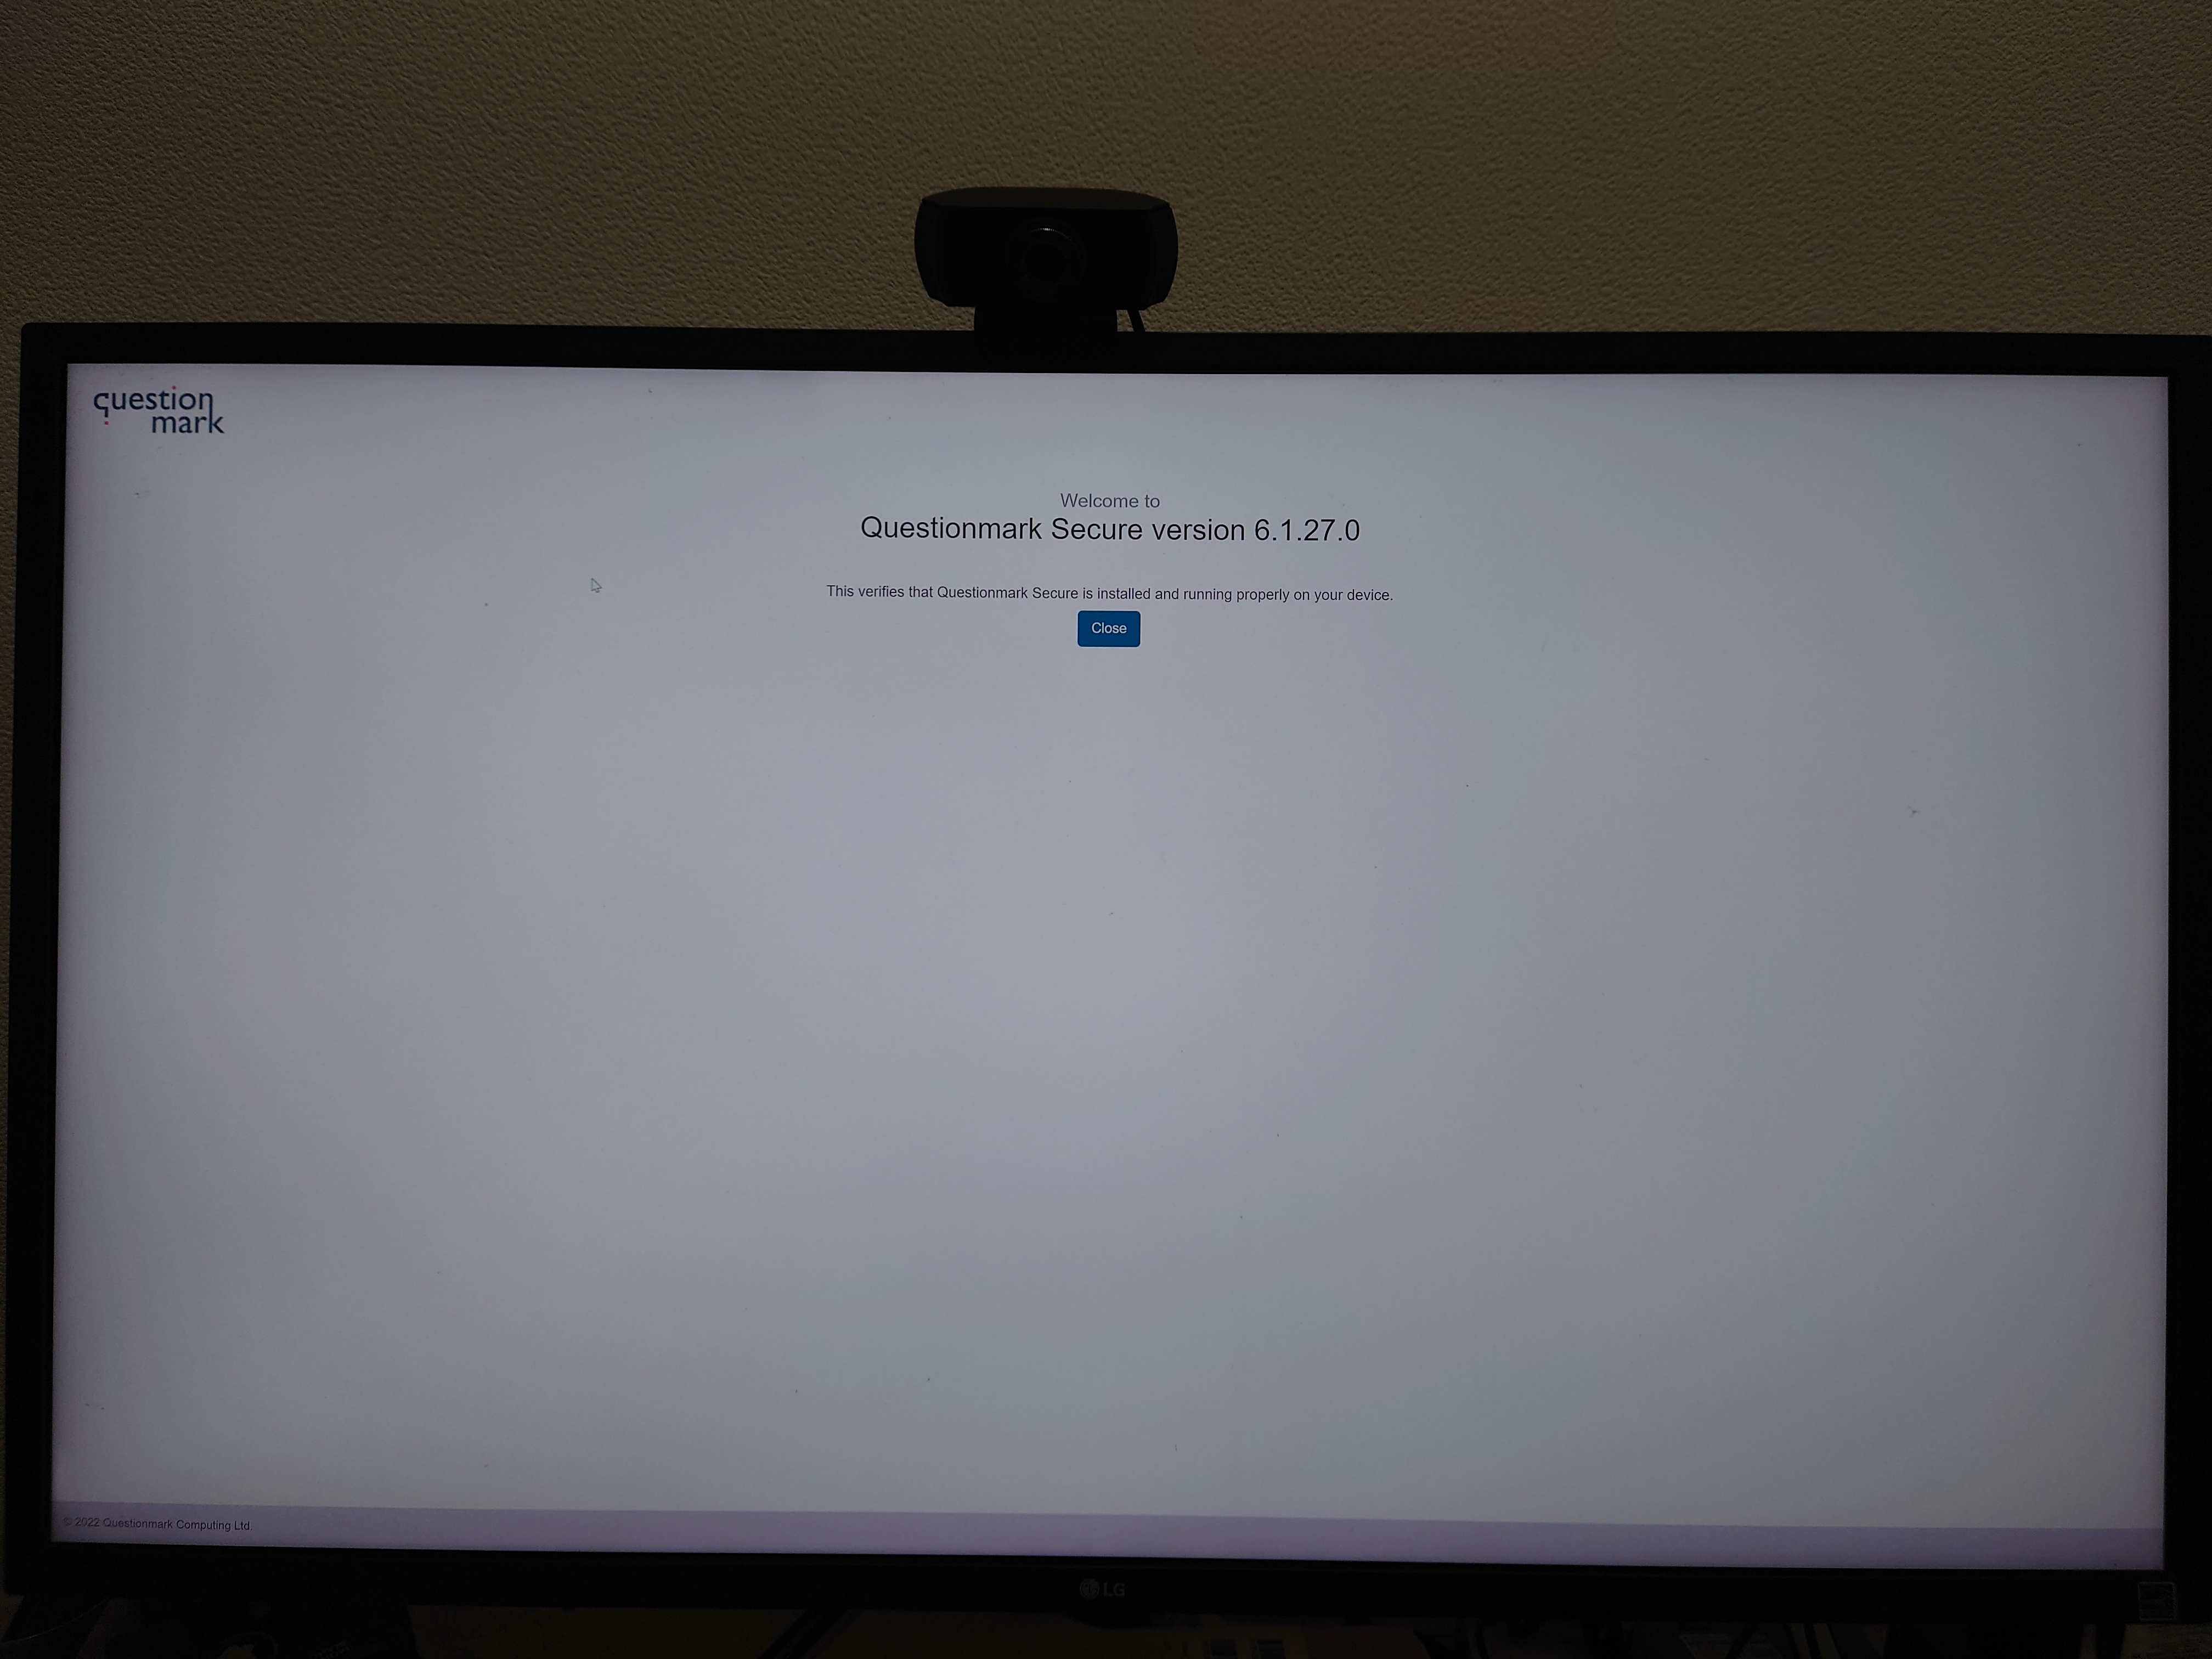 question
mark
Welcome to
Questionmark Secure version 6.1.27.0
This verifies that Questionmark Secure is installed and running properly on your device.
Close
© 2022 Questionmark Computing Ltd.
LG